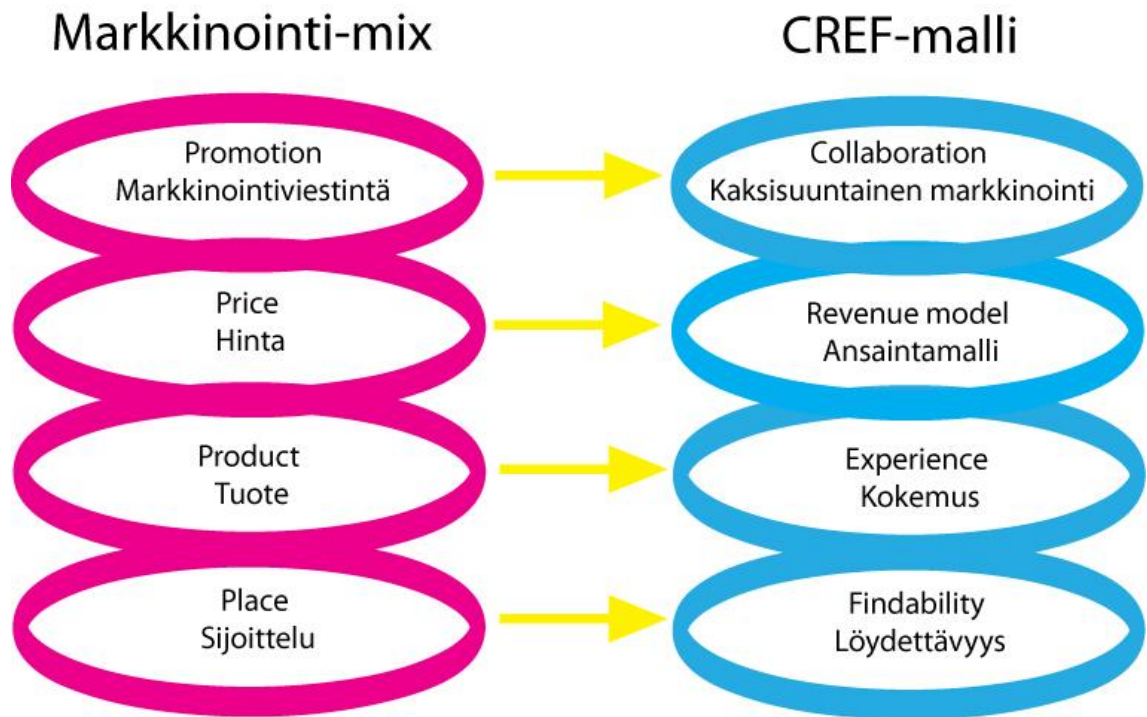 Markkinointi-mix
CREF-malli
Promotion
Markkinointiviestintä
Collaboration
Kaksisuuntainen markkinointi
Price
Hinta
Revenue model
Ansaintamalli
Product
Tuote
Experience
Kokemus
Place
Sijoittelu
Findability
Löydettävyys